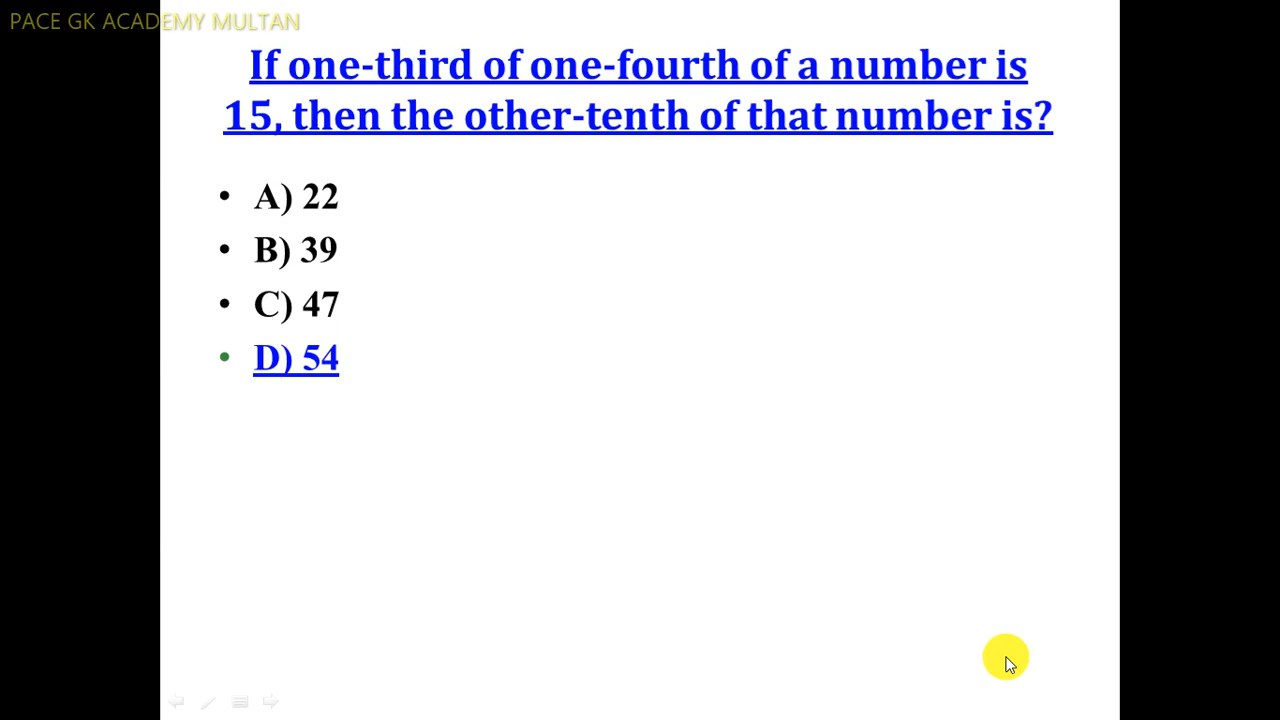 PACE GK ACADEMY MULTAN
If one-third of one-fourth of a number is
15, then the other-tenth of that number is?
• A) 22
• B) 39
• C) 47
• D) 54